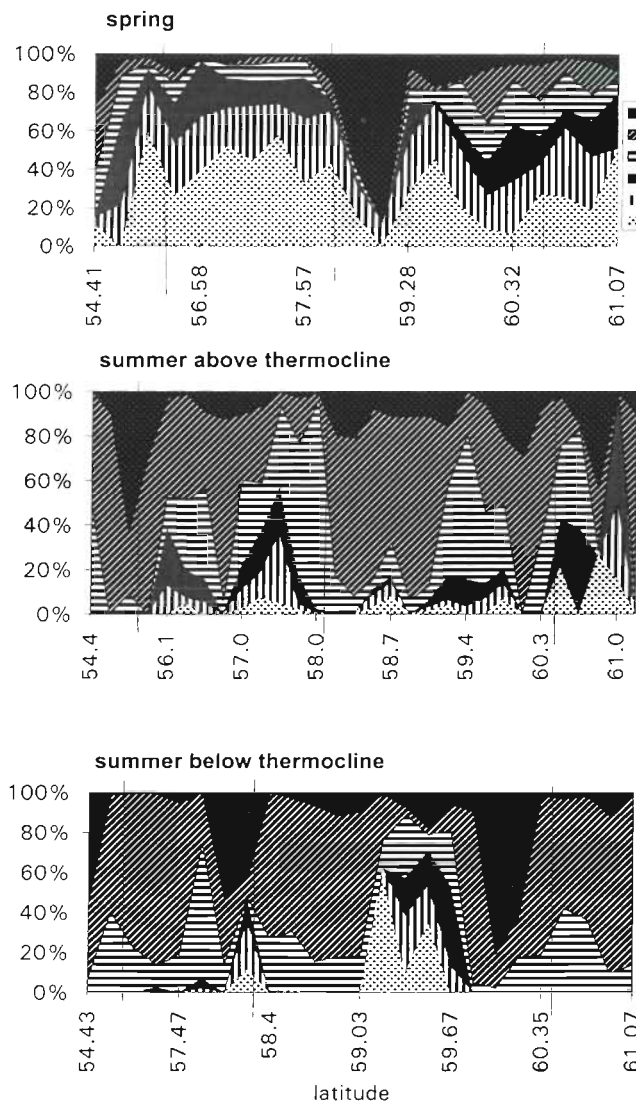 spring
100%
80%
60%
40%
20%
0%
54.41 56.58 57.57 59.28 60.32 61.07
summer above thermocline
100%
80%
60%
40%
20%
0%
54.4 56.1 57.0 58.0 58.7 59.4 60.3 61.0
summer below thermocline
100%
80%
60%
40%
20%
0%
54.43 57.47 58.4 59.03 59.67 60.35 61.07
latitude